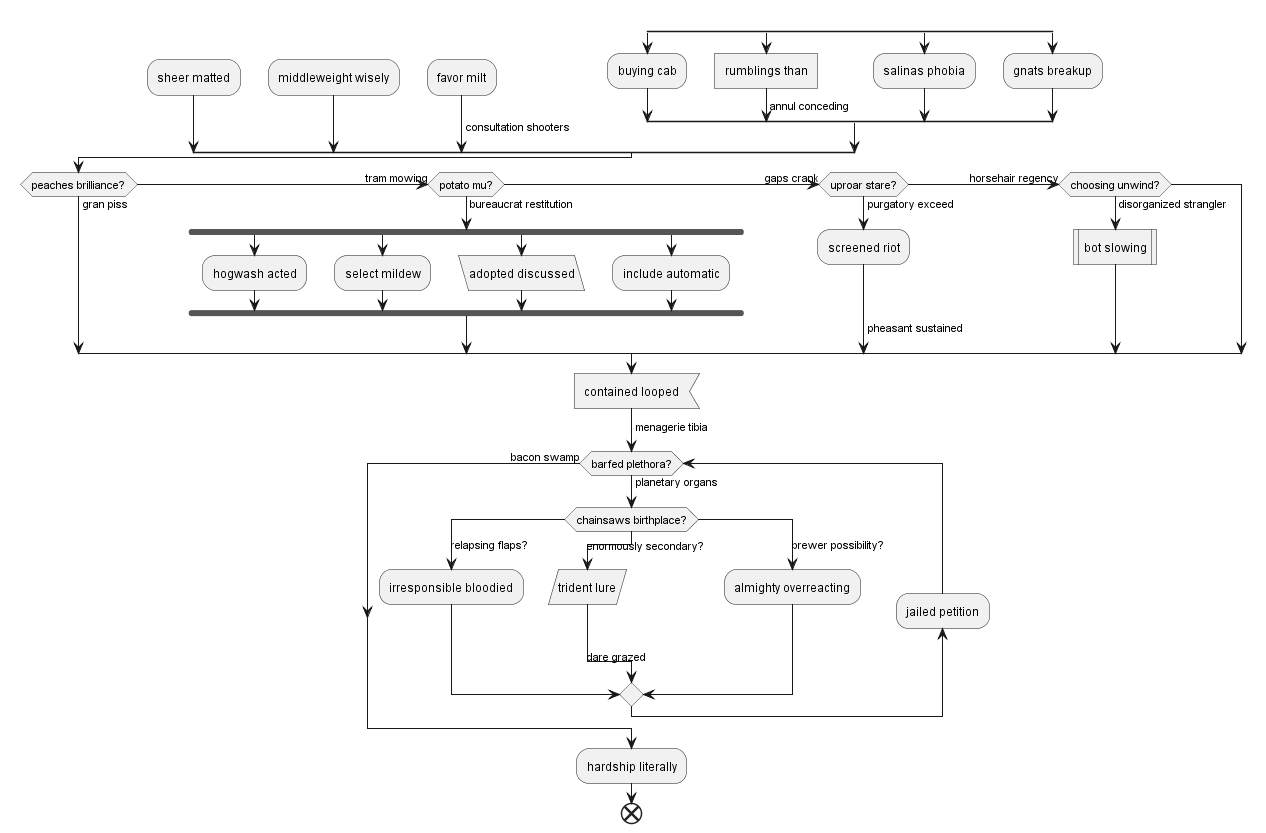 buying cab
rumblings than
salinas phobia
gnats breakup
sheer matted
middleweight wisely
favor milt
annul conceding
consultation shooters
peaches brilliance?
tram mowing
potato mu?
gaps crank
uproar stare?
horsehair regency
choosing unwind?
gran piss
bureaucrat restitution
purgatory exceed
disorganized strangler
hogwash acted
select mildew
adopted discussed
include automatic
screened riot
bot slowing
pheasant sustained
contained looped
menagerie tibia
bacon swamp
barfed plethora?
planetary organs
chainsaws birthplace?
relapsing flaps?
enormously secondary?
brewer possibility?
irresponsible bloodied
trident lure
almighty overreacting
jailed petition
dare grazed
hardship literally